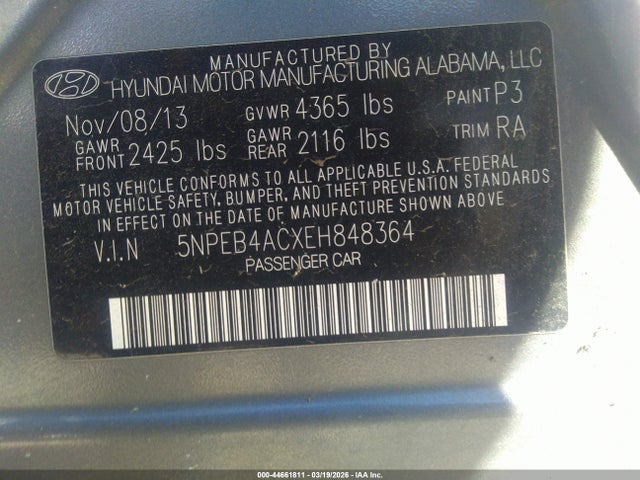 MANUFACTURED BY
HYUNDAI MOTOR MANUFACTURING ALABAMA, LLC
Nov/08/13 GVWR 4365 lbs PAINT P3
GAWR FRONT 2425 lbs GAWR REAR 2116 lbs TRIM RA
THIS VEHICLE CONFORMS TO ALL APPLICABLE U.S.A. FEDERAL
MOTOR VEHICLE SAFETY, BUMPER, AND THEFT PREVENTION STANDARDS
IN EFFECT ON THE DATE OF MANUFACTURE SHOWN ABOVE
V.I.N 5NPEB4ACXEH848364
PASSENGER CAR
000-44661811 - 03/19/2026 - IAA Inc.